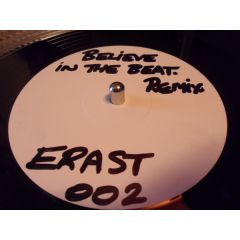 BELIEVE
IN THE BEAT.
REMIX
ERAST
002